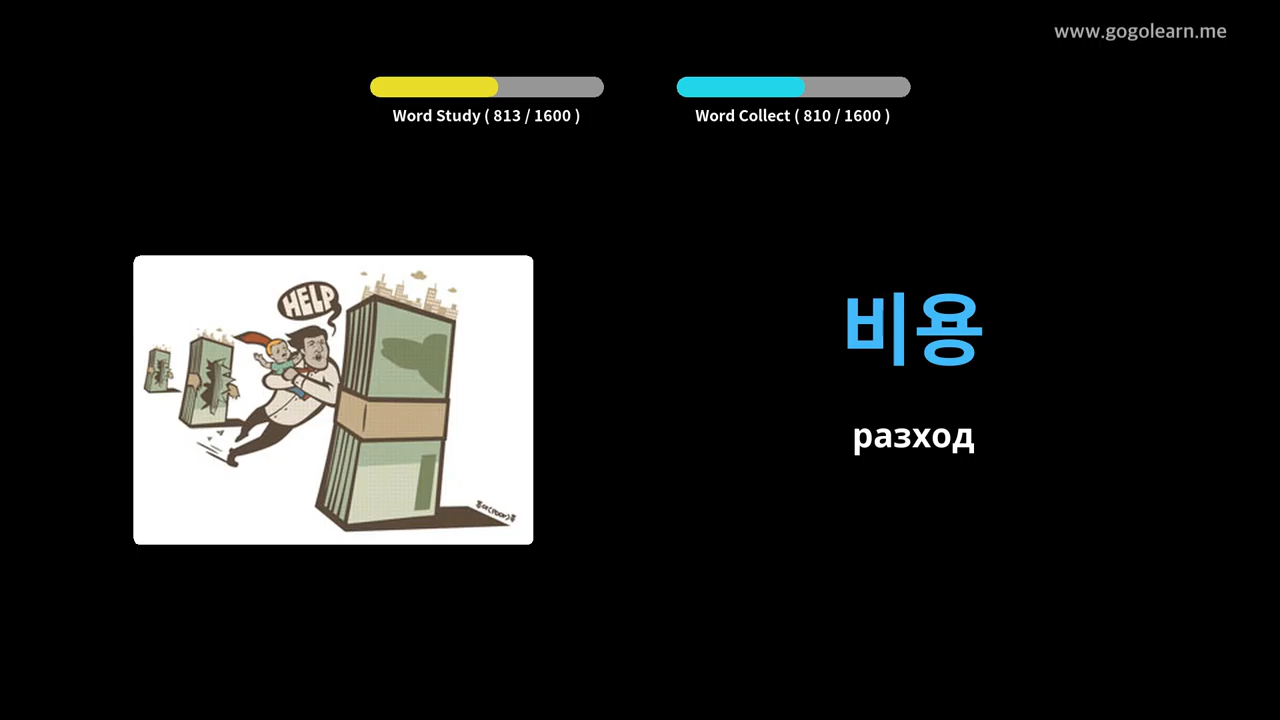 www.gogolearn.me
Word Study ( 813 / 1600 )
Word Collect ( 810 / 1600 )
HELP
비용
разход